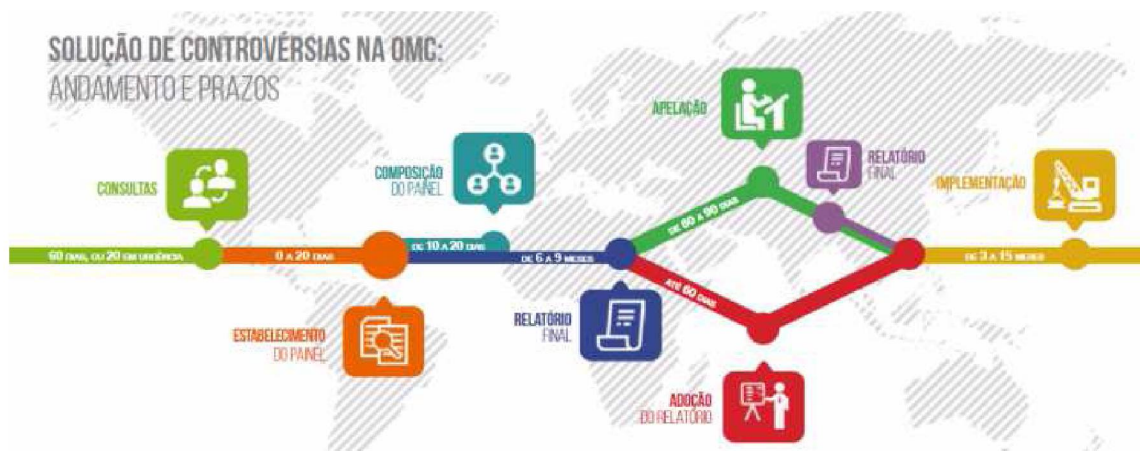 SOLUÇÃO DE CONTROVÉRSIAS NA OMC:
ANDAMENTO E PRAZOS
CONSULTAS
60 DIAS, OU 20 EM URGÊNCIA
0 A 20 DIAS
ESTABELECIMENTO
DO PAINEL
COMPOSIÇÃO
DO PAINEL
DE 10 A 20 DIAS
DE 6 A 9 MESES
RELATÓRIO
FINAL
APELAÇÃO
DE 60 A 90 DIAS
RELATÓRIO
FINAL
ATÉ 60 DIAS
ADOÇÃO
DO RELATÓRIO
IMPLEMENTAÇÃO
DE 3 A 15 MESES